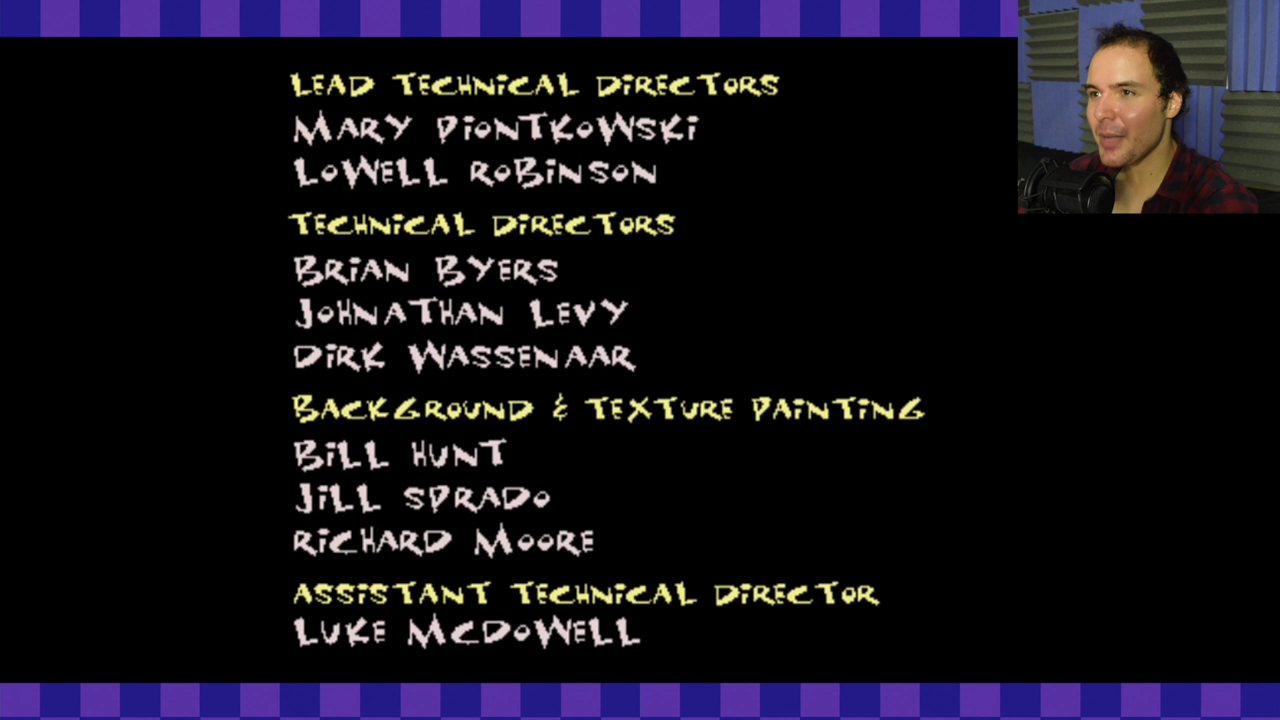 LEAD TECHNICAL DIRECTORS
MARY PIONTKOWSKI
LOWELL ROBINSON
TECHNICAL DIRECTORS
BRIAN BYERS
JOHNATHAN LEVY
DIRK WASSENAAR
BACKGROUND & TEXTURE PAINTING
BILL HUNT
JILL SPRADO
RICHARD MOORE
ASSISTANT TECHNICAL DIRECTOR
LUKE MCDOWELL